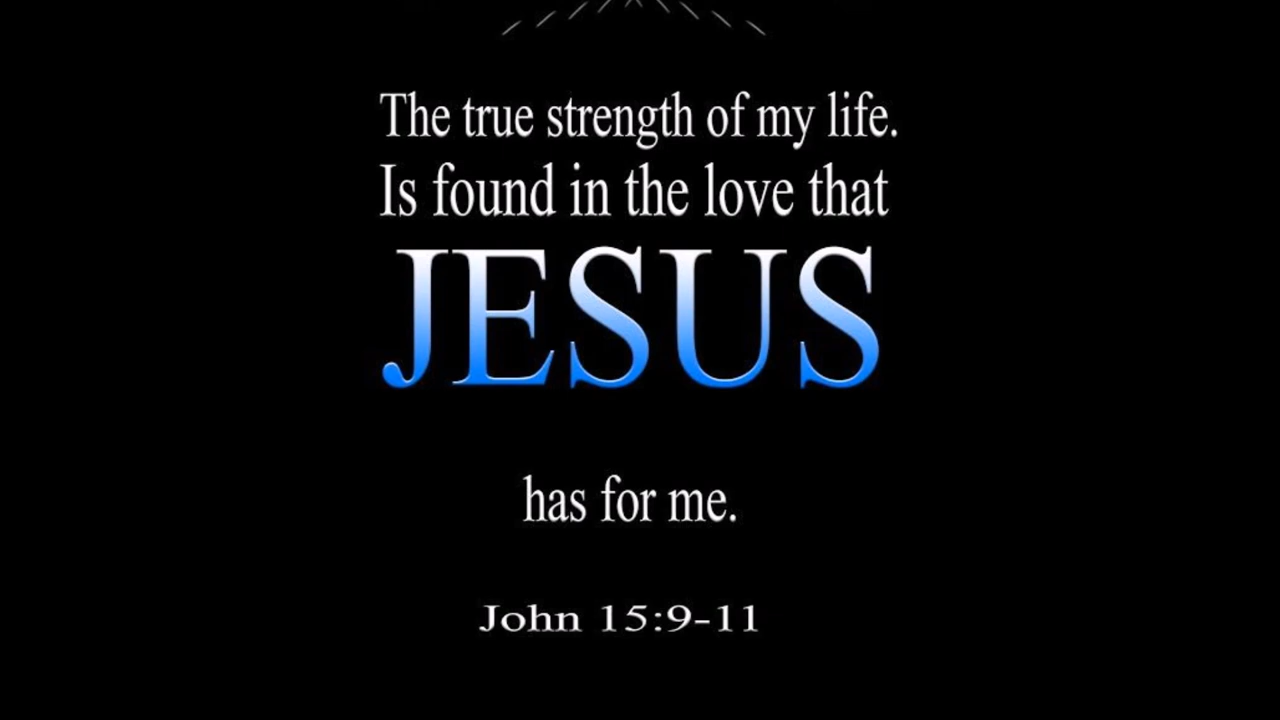 The true strength of my life.
Is found in the love that
JESUS
has for me.
John 15:9-11